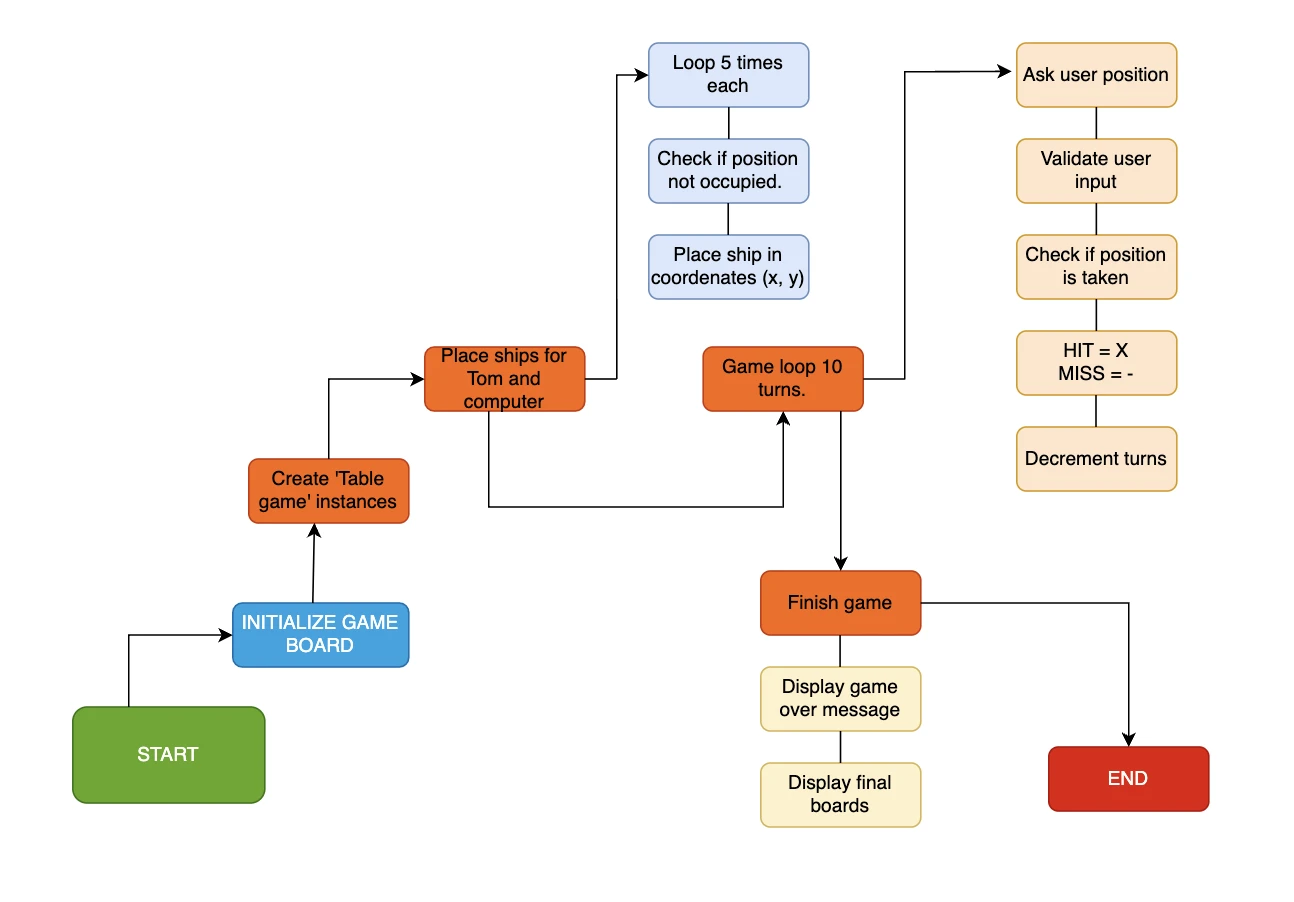 Loop 5 times
each
Check if position
not occupied.
Place ship in
coordenates (x, y)
Ask user position
Validate user
input
Check if position
is taken
HIT = X
MISS = -
Decrement turns
Place ships for
Tom and
computer
Game loop 10
turns.
Create 'Table
game' instances
INITIALIZE GAME
BOARD
START
Finish game
Display game
over message
Display final
boards
END